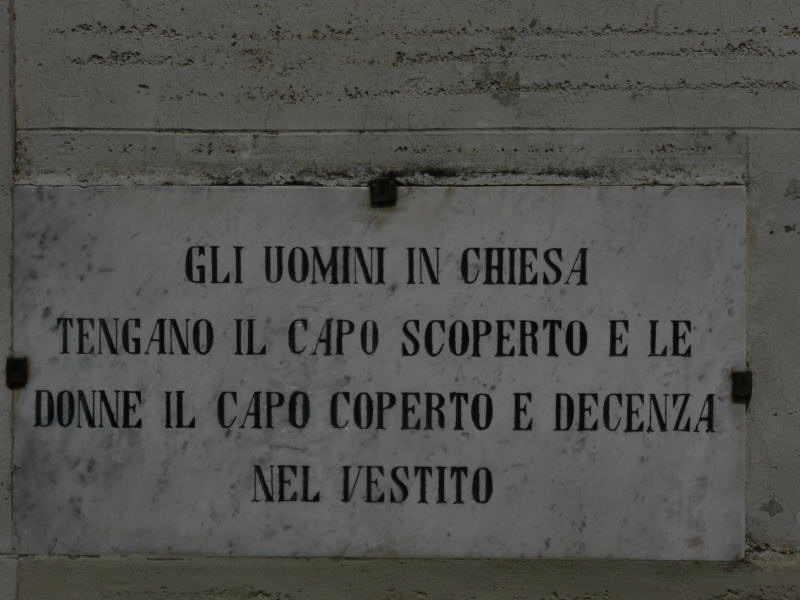 GLI UOMINI IN CHIESA
TENGANO IL CAPO SCOPERTO E LE
DONNE IL CAPO COPERTO E DECENZA
NEL VESTITO